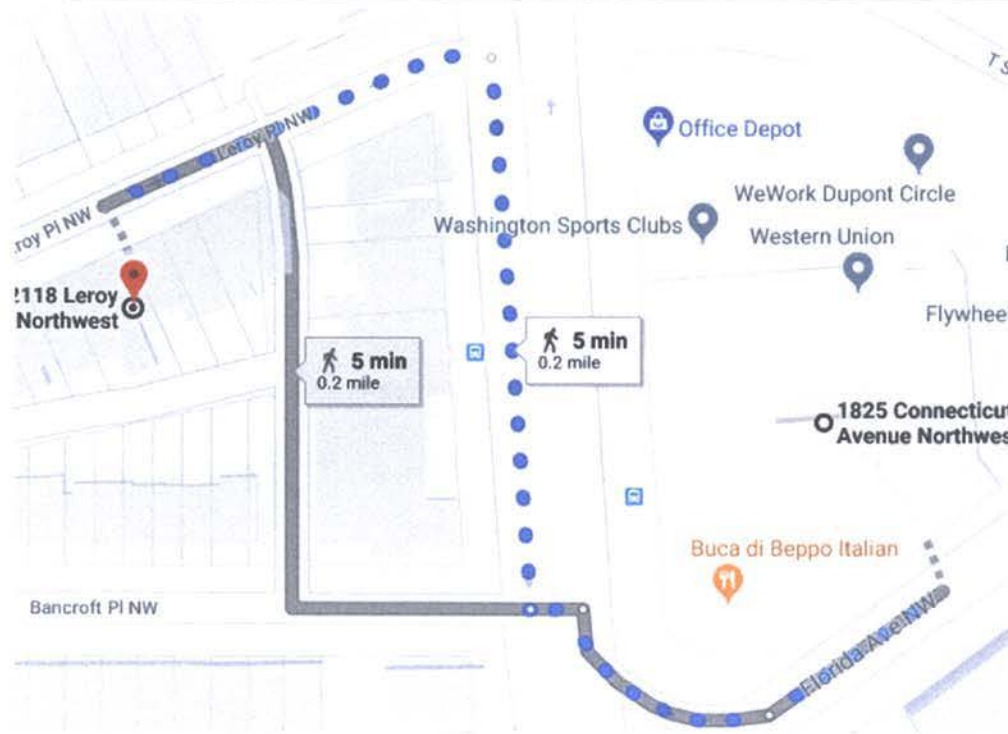 T S
Leroy Pl NW
Office Depot
WeWork Dupont Circle
roy Pl NW
Washington Sports Clubs
Western Union
2118 Leroy
Northwest
Flywhee
5 min
0.2 mile
5 min
0.2 mile
1825 Connecticut
Avenue Northwes
Buca di Beppo Italian
Bancroft Pl NW
Florida Ave NW